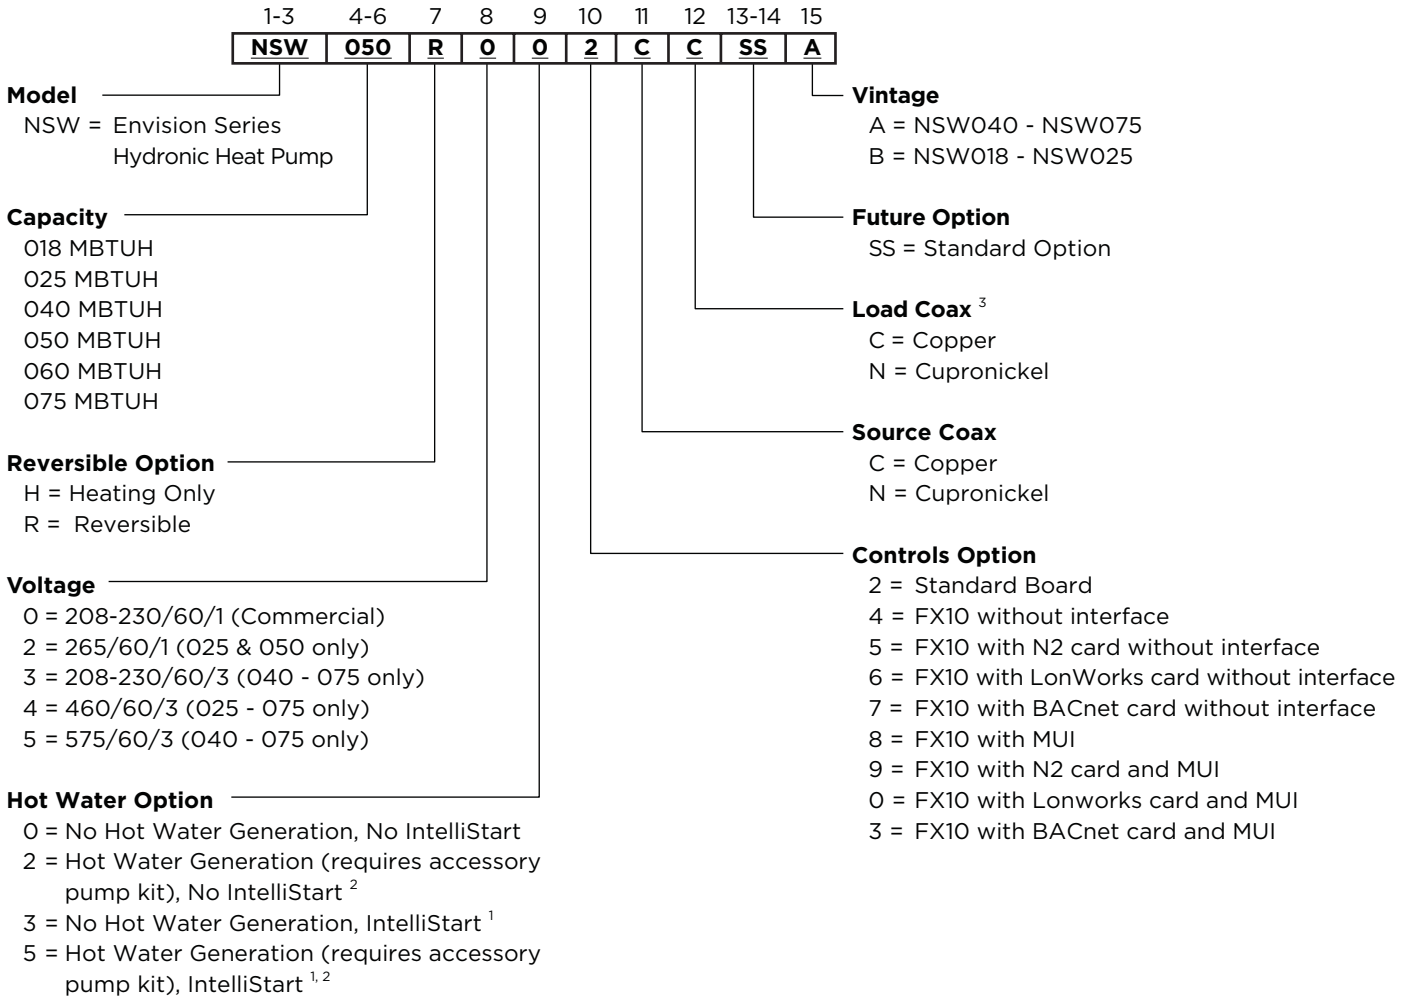 1-3 4-6 7 8 9 10 11 12 13-14 15
NSW 050 R 0 0 2 C C SS A
Model
NSW = Envision Series
Hydronic Heat Pump
Capacity
018 MBTUH
025 MBTUH
040 MBTUH
050 MBTUH
060 MBTUH
075 MBTUH
Reversible Option
H = Heating Only
R = Reversible
Voltage
0 = 208-230/60/1 (Commercial)
2 = 265/60/1 (025 & 050 only)
3 = 208-230/60/3 (040 - 075 only)
4 = 460/60/3 (025 - 075 only)
5 = 575/60/3 (040 - 075 only)
Hot Water Option
0 = No Hot Water Generation, No IntelliStart
2 = Hot Water Generation (requires accessory
pump kit), No IntelliStart 2
3 = No Hot Water Generation, IntelliStart 1
5 = Hot Water Generation (requires accessory
pump kit), IntelliStart 1, 2
Vintage
A = NSW040 - NSW075
B = NSW018 - NSW025
Future Option
SS = Standard Option
Load Coax 3
C = Copper
N = Cupronickel
Source Coax
C = Copper
N = Cupronickel
Controls Option
2 = Standard Board
4 = FX10 without interface
5 = FX10 with N2 card without interface
6 = FX10 with LonWorks card without interface
7 = FX10 with BACnet card without interface
8 = FX10 with MUI
9 = FX10 with N2 card and MUI
0 = FX10 with Lonworks card and MUI
3 = FX10 with BACnet card and MUI